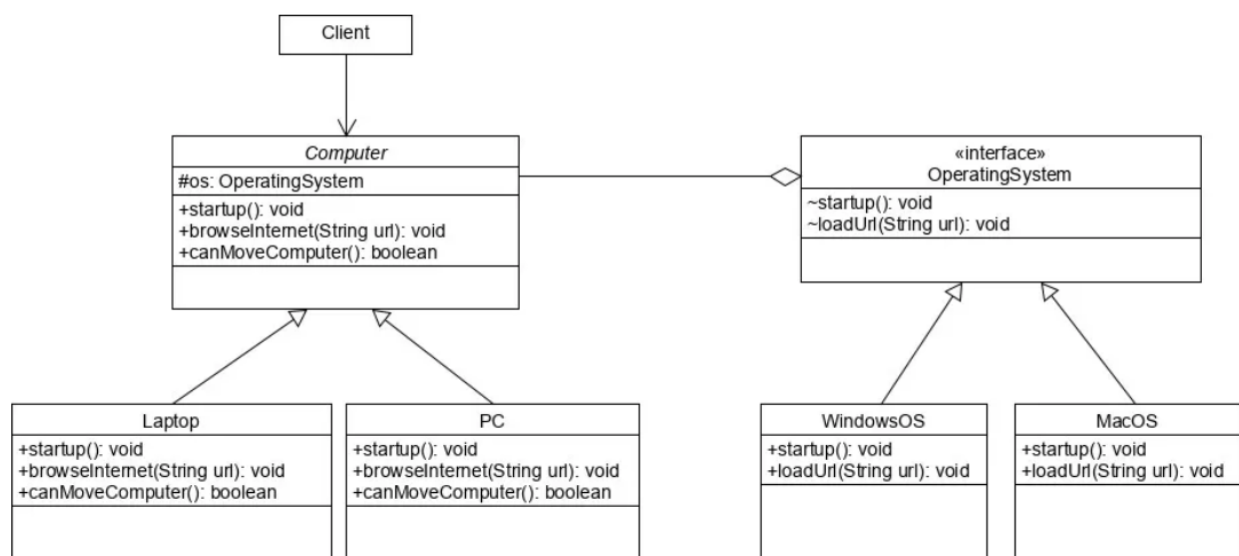 Client
Computer
#os: OperatingSystem
+startup(): void
+browseInternet(String url): void
+canMoveComputer(): boolean
«interface»
OperatingSystem
~startup(): void
~loadUrl(String url): void
Laptop
+startup(): void
+browseInternet(String url): void
+canMoveComputer(): boolean
PC
+startup(): void
+browseInternet(String url): void
+canMoveComputer(): boolean
WindowsOS
+startup(): void
+loadUrl(String url): void
MacOS
+startup(): void
+loadUrl(String url): void